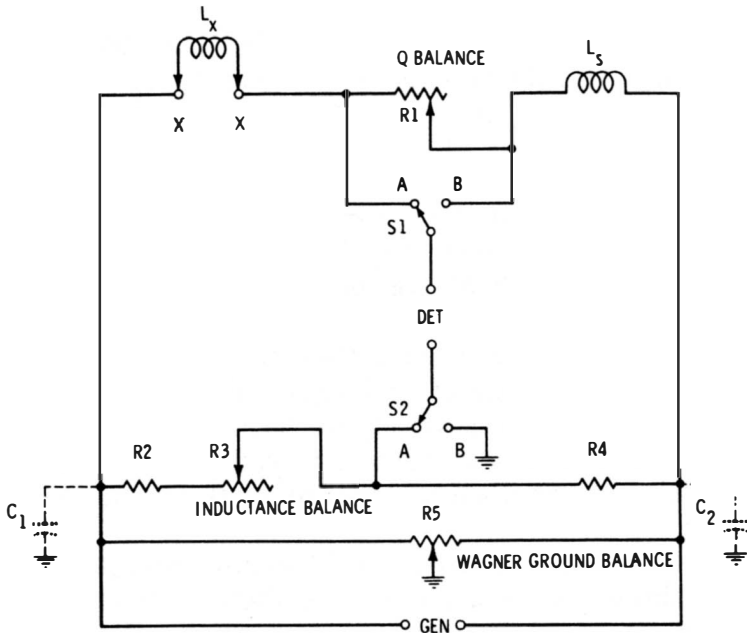 Lx
Q BALANCE
Ls
R1
X X
A B
S1
DET
S2
A B
R2 R3 R4
INDUCTANCE BALANCE
C1
R5
C2
WAGNER GROUND BALANCE
GEN